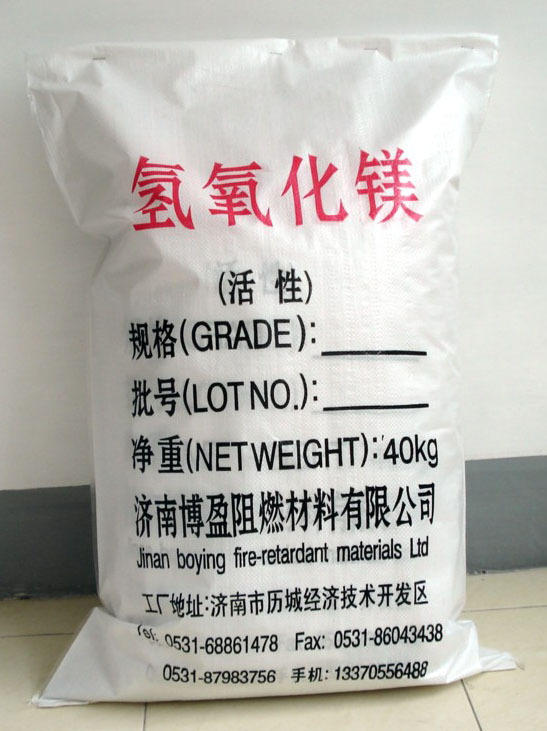 氢氧化镁
(活性)
规格(GRADE):
批号(LOT NO.):
净重(NET WEIGHT):40kg
济南博盈阻燃材料有限公司
Jinan boying fire-retardant materials Ltd
工厂地址:济南市历城经济技术开发区
Tel: 0531-68861478 Fax: 0531-86043438
0531-87983756 手机: 13370556488